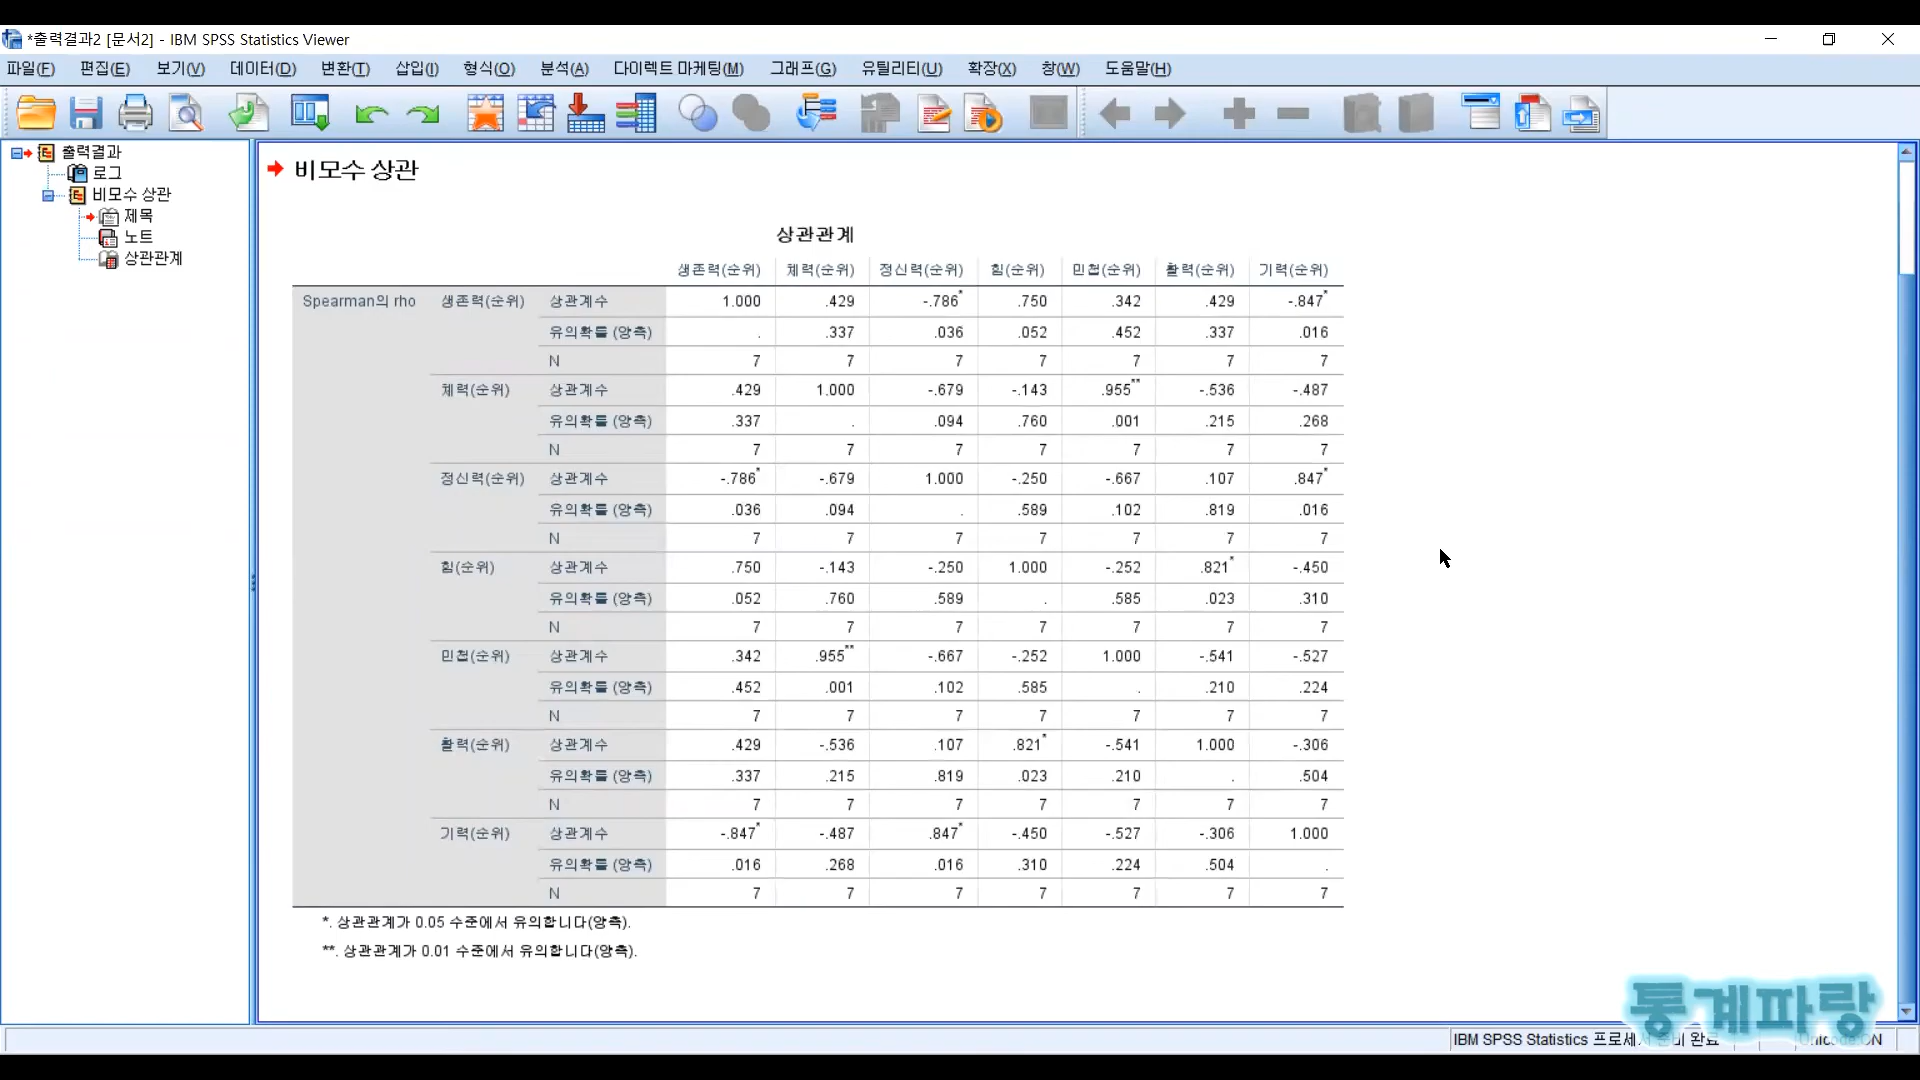 *출력결과2 [문서2] - IBM SPSS Statistics Viewer
파일(F) 편집(E) 보기(V) 데이터(D) 변환(T) 삽입(I) 형식(O) 분석(A) 다이렉트 마케팅(M) 그래프(G) 유틸리티(U) 확장(X) 창(W) 도움말(H)
출력결과
로그
비모수 상관
제목
노트
상관관계
비모수 상관
상관관계
생존력(순위) 체력(순위) 정신력(순위) 힘(순위) 민첩(순위) 활력(순위) 기력(순위)
Spearman의 rho 생존력(순위) 상관계수 1.000 .429 -.786* .750 .342 .429 -.847*
유의확률 (양측) . .337 .036 .052 .452 .337 .016
N 7 7 7 7 7 7 7
체력(순위) 상관계수 .429 1.000 -.679 -.143 .955** -.536 -.487
유의확률 (양측) .337 . .094 .760 .001 .215 .268
N 7 7 7 7 7 7 7
정신력(순위) 상관계수 -.786* -.679 1.000 -.250 -.667 .107 .847*
유의확률 (양측) .036 .094 . .589 .102 .819 .016
N 7 7 7 7 7 7 7
힘(순위) 상관계수 .750 -.143 -.250 1.000 -.252 .821* -.450
유의확률 (양측) .052 .760 .589 . .585 .023 .310
N 7 7 7 7 7 7 7
민첩(순위) 상관계수 .342 .955** -.667 -.252 1.000 -.541 -.527
유의확률 (양측) .452 .001 .102 .585 . .210 .224
N 7 7 7 7 7 7 7
활력(순위) 상관계수 .429 -.536 .107 .821* -.541 1.000 -.306
유의확률 (양측) .337 .215 .819 .023 .210 . .504
N 7 7 7 7 7 7 7
기력(순위) 상관계수 -.847* -.487 .847* -.450 -.527 -.306 1.000
유의확률 (양측) .016 .268 .016 .310 .224 .504 .
N 7 7 7 7 7 7 7
*. 상관관계가 0.05 수준에서 유의합니다(양측).
**. 상관관계가 0.01 수준에서 유의합니다(양측).
통계파랑
IBM SPSS Statistics 완료 ON